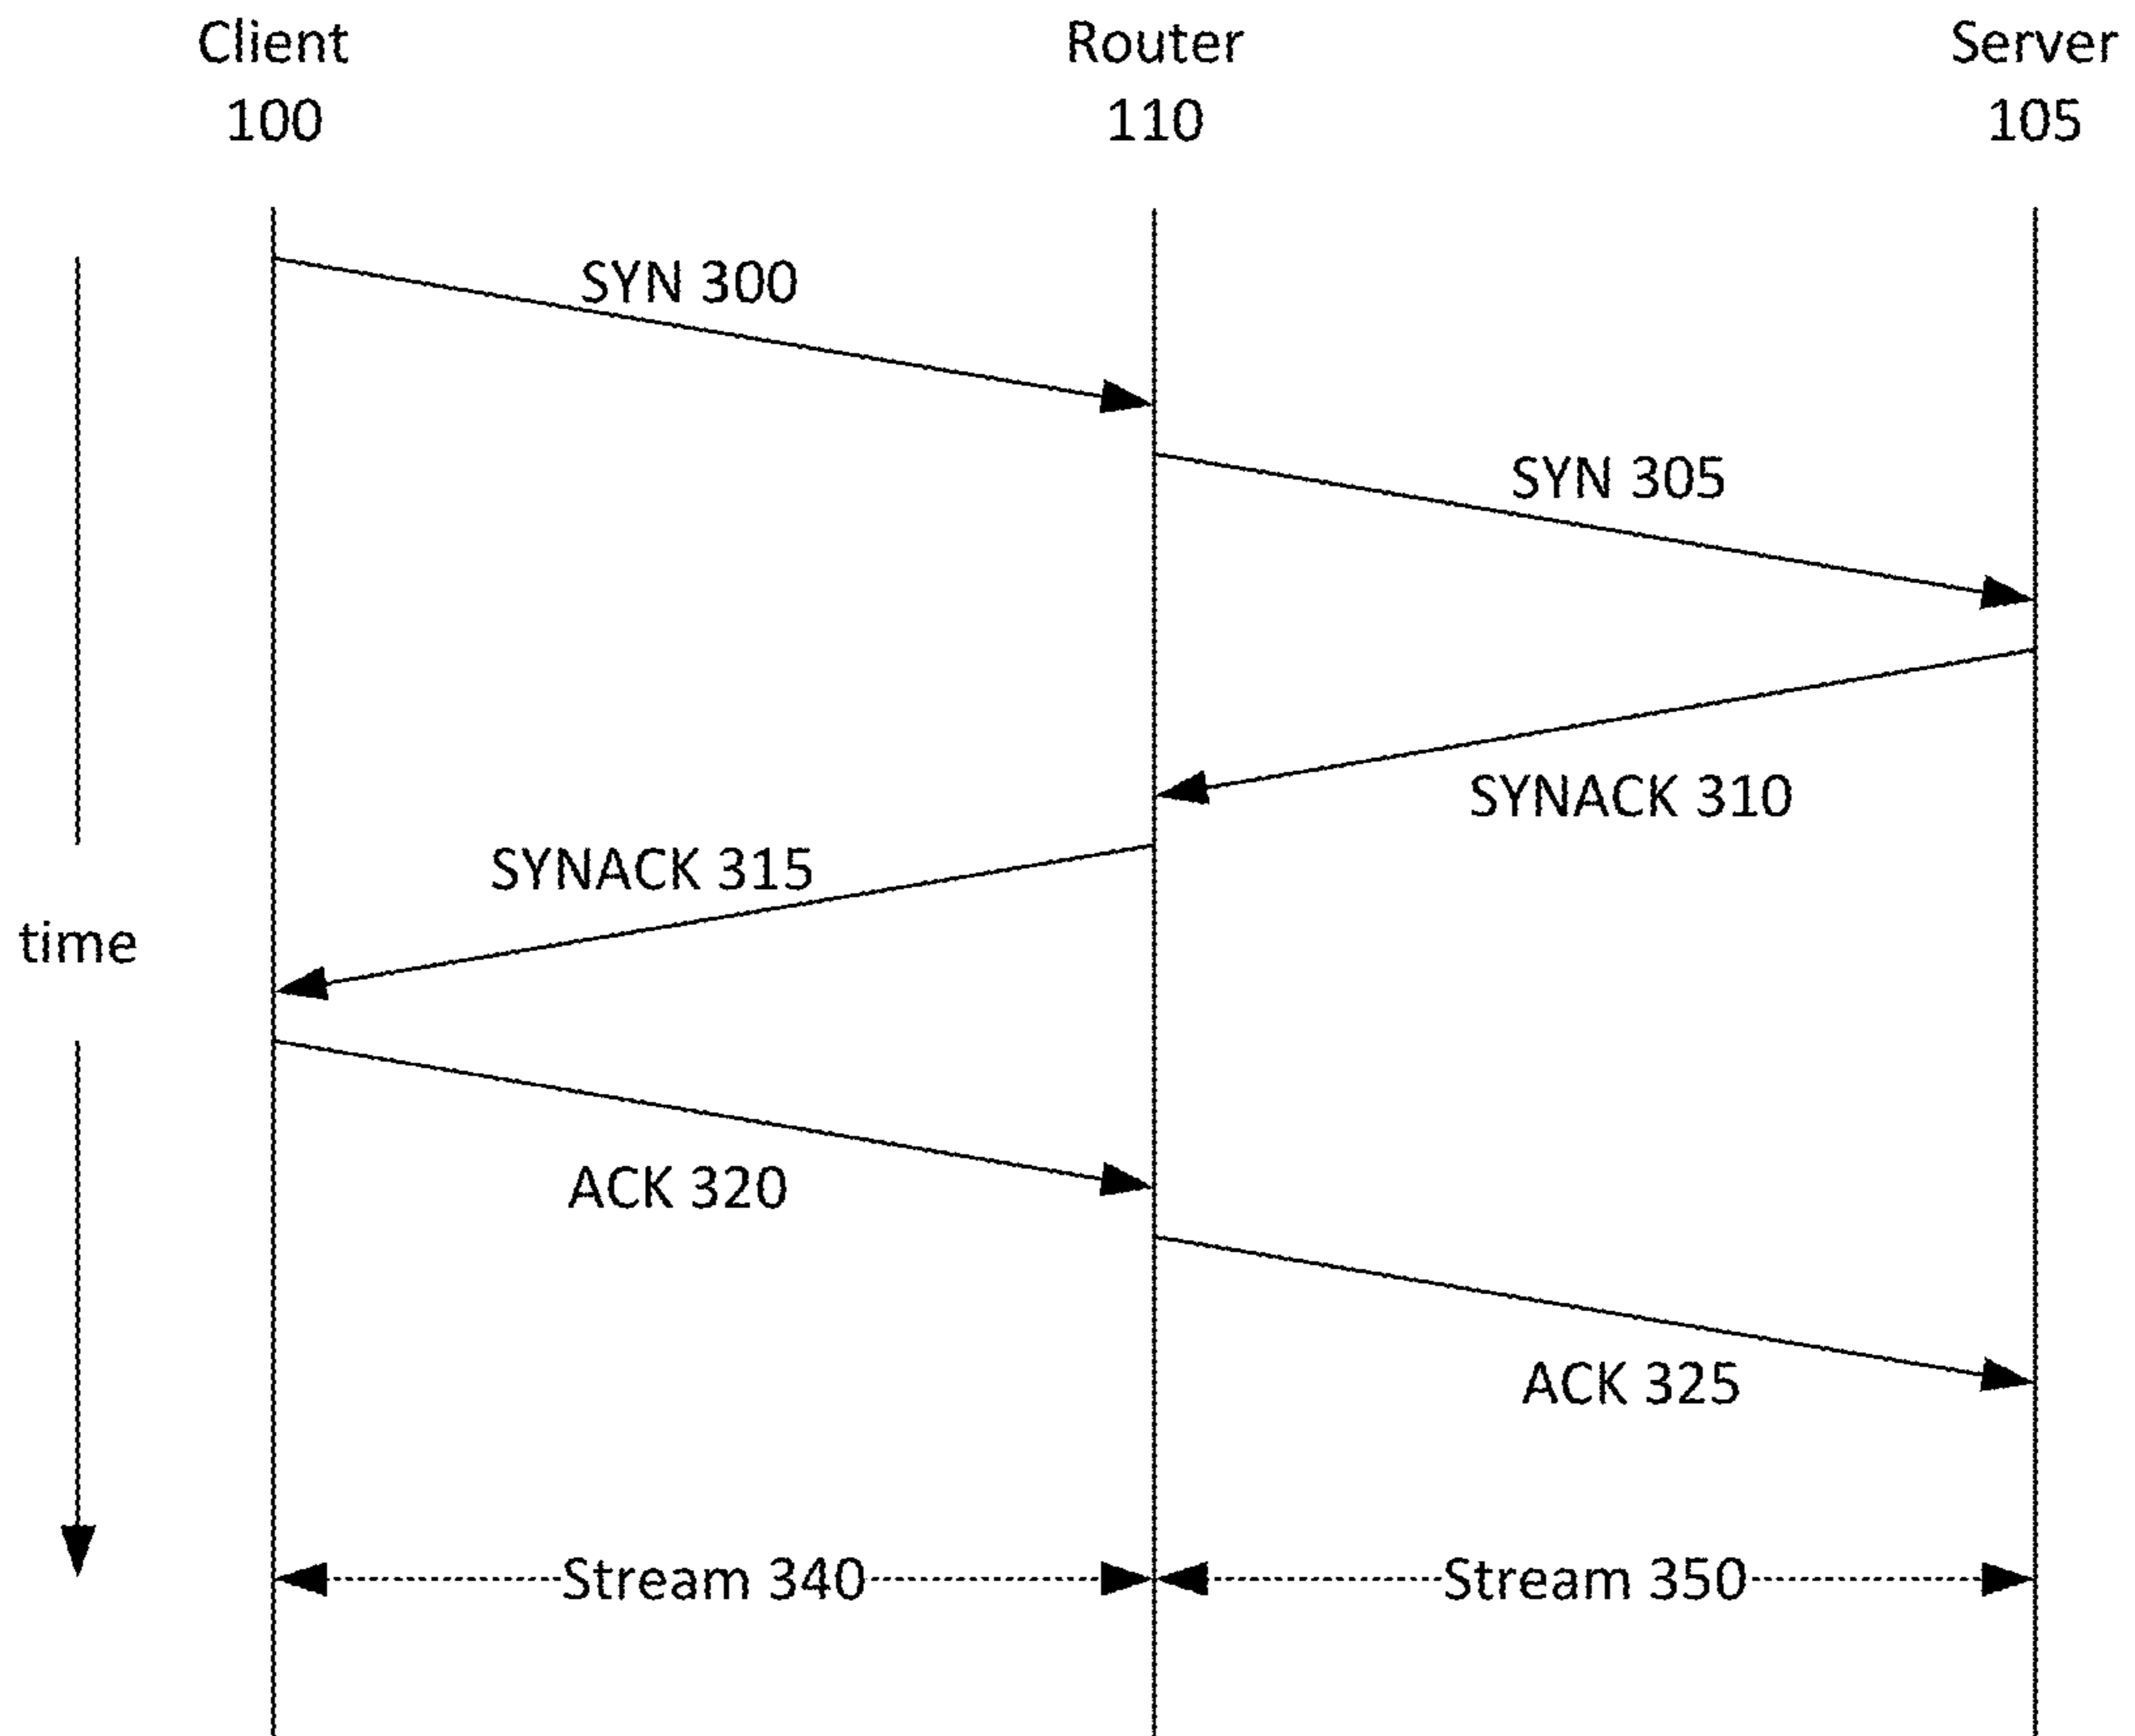 Client
100
Router
110
Server
105
SYN 300
SYN 305
SYNACK 310
SYNACK 315
time
ACK 320
ACK 325
Stream 340
Stream 350